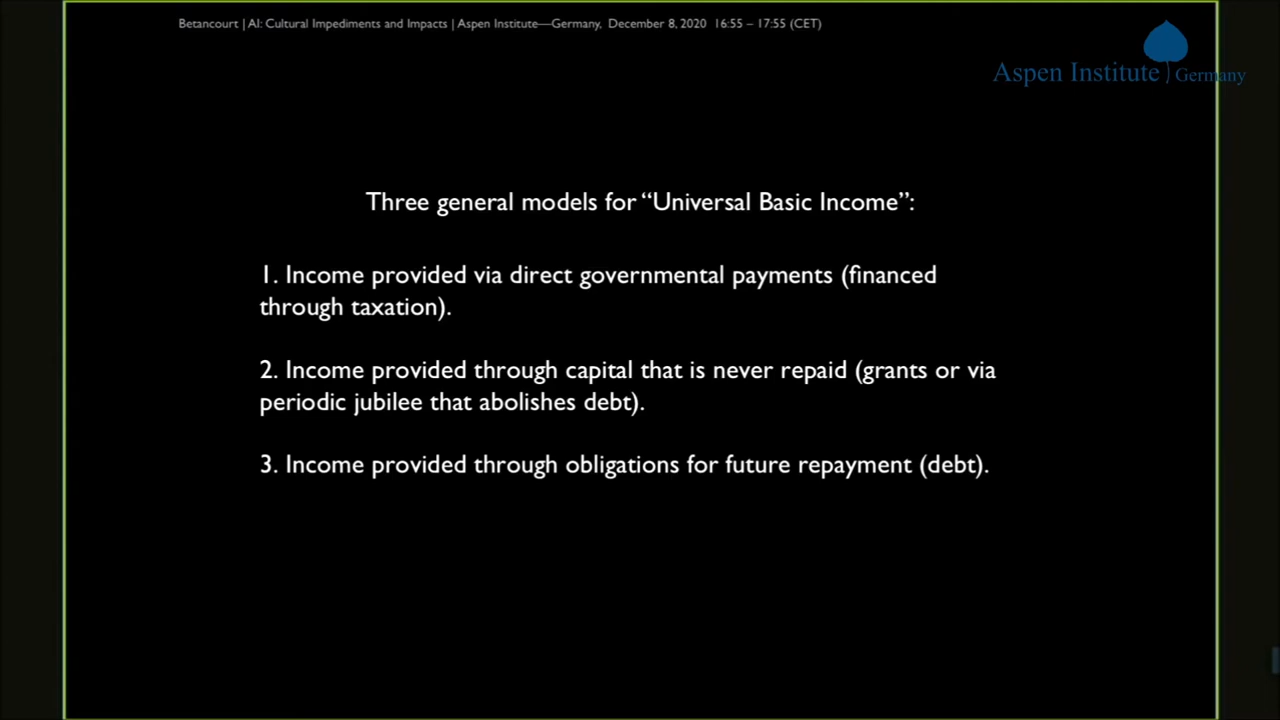 Betancourt | AI: Cultural Impediments and Impacts | Aspen Institute—Germany, December 8, 2020 16:55 – 17:55 (CET)
Aspen Institute | Germany
Three general models for “Universal Basic Income”:
1. Income provided via direct governmental payments (financed
through taxation).
2. Income provided through capital that is never repaid (grants or via
periodic jubilee that abolishes debt).
3. Income provided through obligations for future repayment (debt).